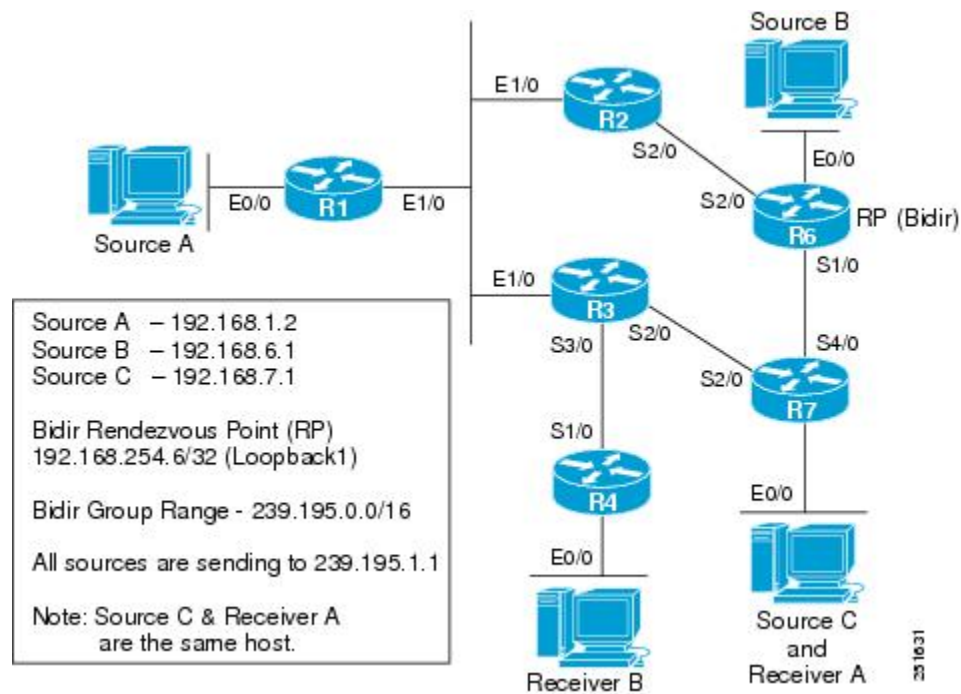 Source B
E1/0
R2
S2/0
E0/0
S2/0
R6
RP (Bidir)
E0/0
R1
E1/0
Source A
S1/0
E1/0
R3
S3/0
S2/0
S4/0
S2/0
R7
S1/0
R4
E0/0
E0/0
Source A – 192.168.1.2
Source B – 192.168.6.1
Source C – 192.168.7.1
Bidir Rendezvous Point (RP)
192.168.254.6/32 (Loopback1)
Bidir Group Range - 239.195.0.0/16
All sources are sending to 239.195.1.1
Note: Source C & Receiver A
are the same host.
Receiver B
Source C
and
Receiver A
251631